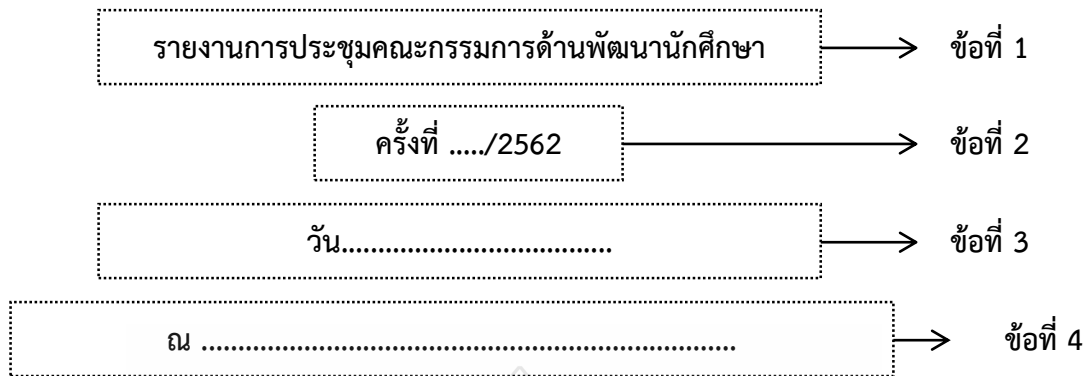 รายงานการประชุมคณะกรรมการด้านพัฒนานักศึกษา ข้อที่ 1
ครั้งที่ ...../2562 ข้อที่ 2
วัน..................................... ข้อที่ 3
ณ ......................................................................... ข้อที่ 4